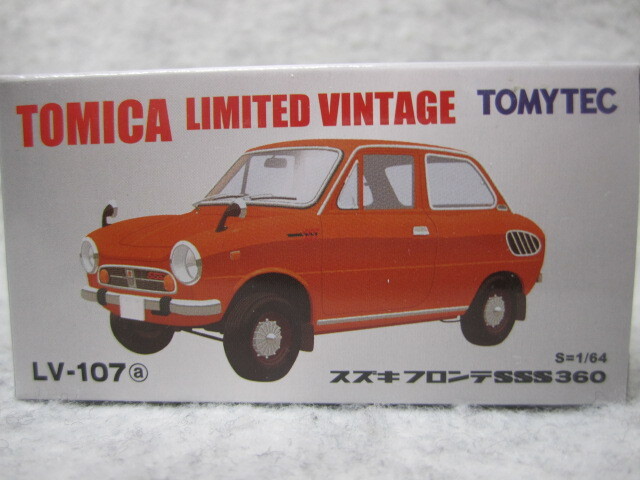 TOMICA LIMITED VINTAGE TOMYTEC
S=1/64
LV-107ⓐ スズキ フロンテSSS360